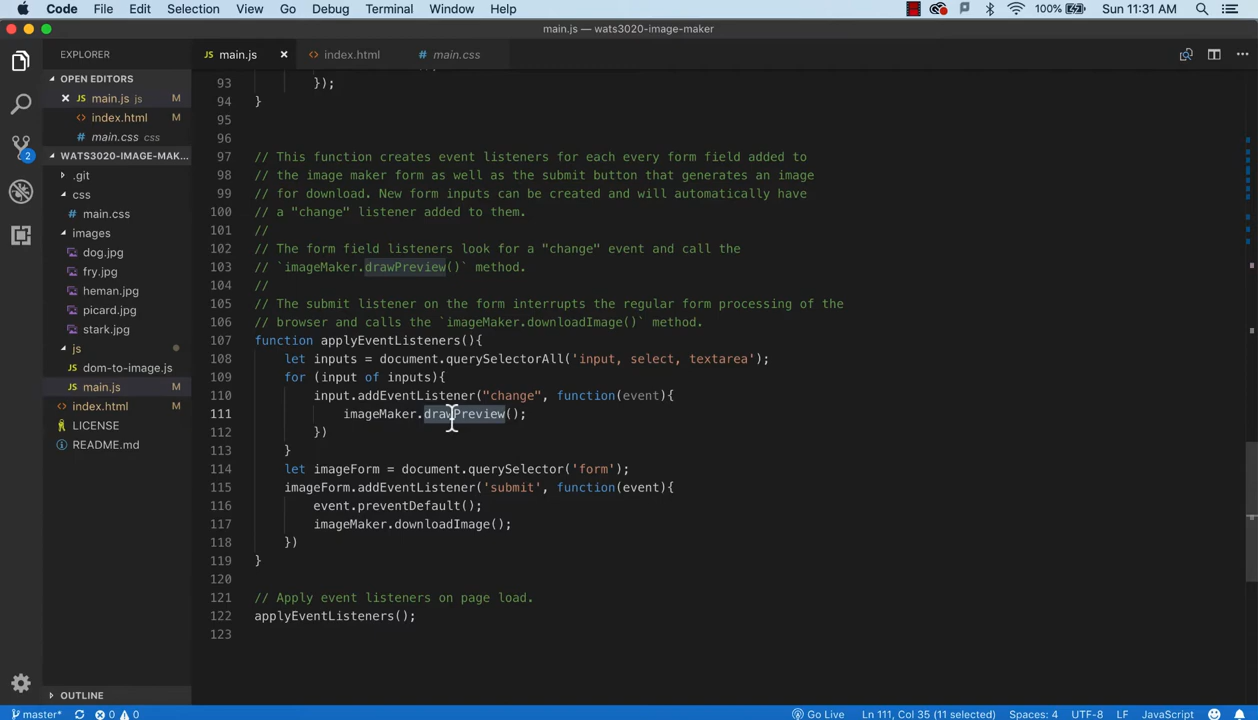 Code File Edit Selection View Go Debug Terminal Window Help 100% Sun 11:31 AM
main.js — wats3020-image-maker
EXPLORER
JS main.js
<> index.html
# main.css
OPEN EDITORS
JS main.js js M
<> index.html M
# main.css css
WATS3020-IMAGE-MAK...
.git
css
# main.css
images
dog.jpg
fry.jpg
heman.jpg
picard.jpg
stark.jpg
js
JS dom-to-image.js
JS main.js M
<> index.html M
LICENSE
README.md
OUTLINE
2
93 });
94 }
95
96
97 // This function creates event listeners for each every form field added to
98 // the image maker form as well as the submit button that generates an image
99 // for download. New form inputs can be created and will automatically have
100 // a "change" listener added to them.
101 //
102 // The form field listeners look for a "change" event and call the
103 // `imageMaker.drawPreview()` method.
104 //
105 // The submit listener on the form interrupts the regular form processing of the
106 // browser and calls the `imageMaker.downloadImage()` method.
107 function applyEventListeners(){
108 let inputs = document.querySelectorAll('input, select, textarea');
109 for (input of inputs){
110 input.addEventListener("change", function(event){
111 imageMaker.drawPreview();
112 })
113 }
114 let imageForm = document.querySelector('form');
115 imageForm.addEventListener('submit', function(event){
116 event.preventDefault();
117 imageMaker.downloadImage();
118 })
119 }
120
121 // Apply event listeners on page load.
122 applyEventListeners();
123
master* 0 0 Go Live Ln 111, Col 35 (11 selected) Spaces: 4 UTF-8 LF JavaScript